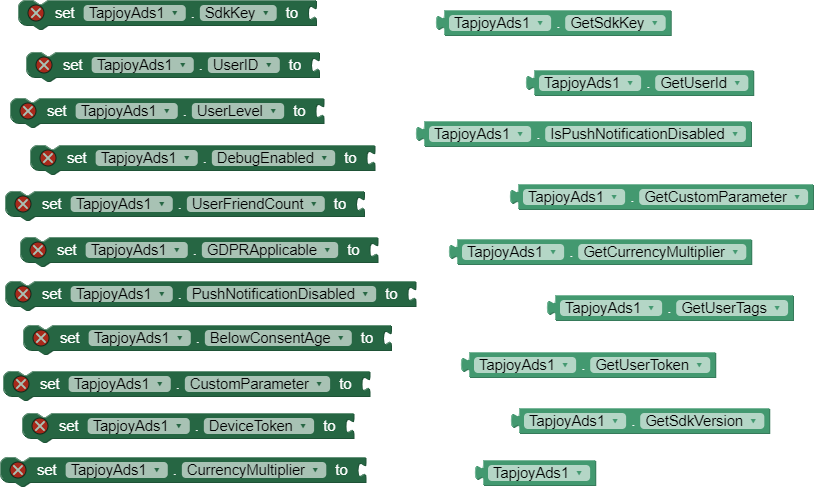 set TapjoyAds1 . SdkKey to
TapjoyAds1 . GetSdkKey
set TapjoyAds1 . UserID to
TapjoyAds1 . GetUserId
set TapjoyAds1 . UserLevel to
TapjoyAds1 . IsPushNotificationDisabled
set TapjoyAds1 . DebugEnabled to
TapjoyAds1 . GetCustomParameter
set TapjoyAds1 . UserFriendCount to
set TapjoyAds1 . GDPRApplicable to
TapjoyAds1 . GetCurrencyMultiplier
set TapjoyAds1 . PushNotificationDisabled to
TapjoyAds1 . GetUserTags
set TapjoyAds1 . BelowConsentAge to
TapjoyAds1 . GetUserToken
set TapjoyAds1 . CustomParameter to
TapjoyAds1 . GetSdkVersion
set TapjoyAds1 . DeviceToken to
set TapjoyAds1 . CurrencyMultiplier to
TapjoyAds1